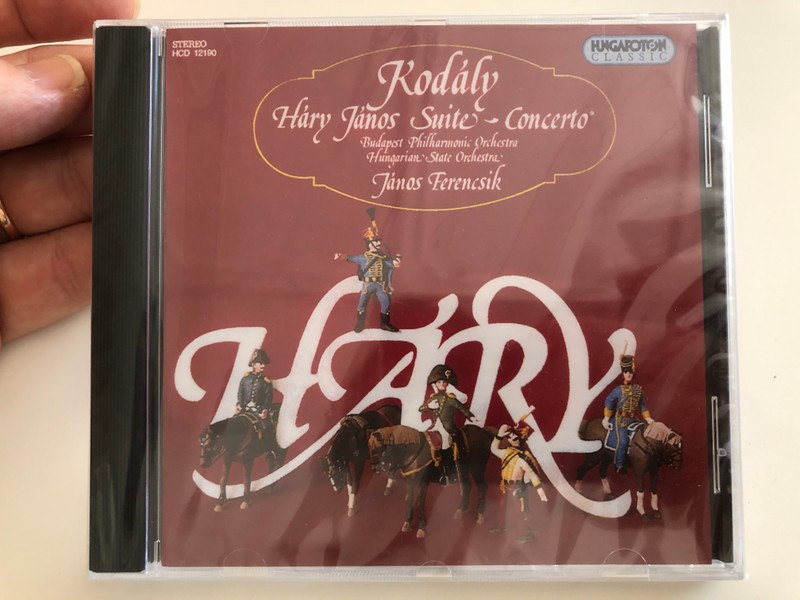 STEREO
HCD 12190
HUNGAROTON
CLASSIC
Kodály
Háry János Suite - Concerto
Budapest Philharmonic Orchestra
Hungarian State Orchestra
János Ferencsik
HÁRY